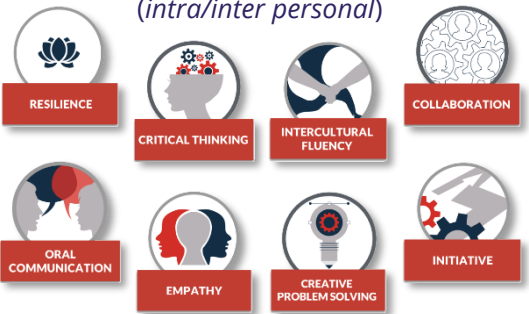 (intra/inter personal)
RESILIENCE
CRITICAL THINKING
INTERCULTURAL
FLUENCY
COLLABORATION
ORAL
COMMUNICATION
EMPATHY
CREATIVE
PROBLEM SOLVING
INITIATIVE